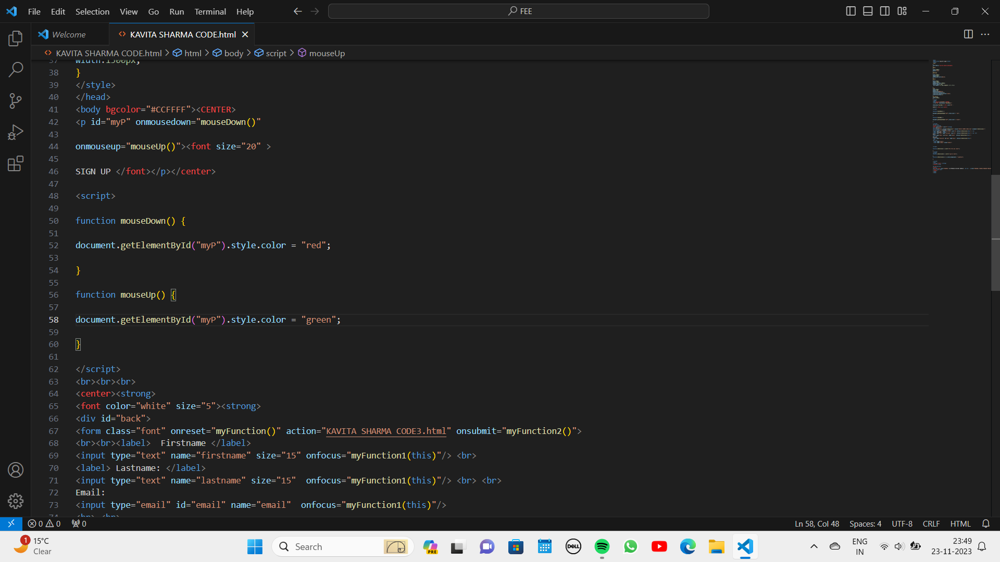 File Edit Selection View Go Run Terminal Help FEE
Welcome KAVITA SHARMA CODE.html
KAVITA SHARMA CODE.html > html > body > script > mouseUp
37 width:1500px;
38 }
39 </style>
40 </head>
41 <body bgcolor="#CCFFFF"><CENTER>
42 <p id="myP" onmousedown="mouseDown()"
43
44 onmouseup="mouseUp()"><font size="20" >
45
46 SIGN UP </font></p></center>
47
48 <script>
49
50 function mouseDown() {
51
52 document.getElementById("myP").style.color = "red";
53
54 }
55
56 function mouseUp() {
57
58 document.getElementById("myP").style.color = "green";
59
60 }
61
62 </script>
63 <br><br><br>
64 <center><strong>
65 <font color="white" size="5"><strong>
66 <div id="back">
67 <form class="font" onreset="myFunction()" action="KAVITA SHARMA CODE3.html" onsubmit="myFunction2()">
68 <br><br><label>  Firstname </label>
69 <input type="text" name="firstname" size="15" onfocus="myFunction1(this)"/> <br>
70 <label> Lastname: </label>
71 <input type="text" name="lastname" size="15"  onfocus="myFunction1(this)"/> <br> <br>
72 Email:
73 <input type="email" id="email" name="email"  onfocus="myFunction1(this)"/>
74 <br> <br>
0 0 0 Ln 58, Col 48 Spaces: 4 UTF-8 CRLF HTML
1 15°C
Clear
Search
PRE
DELL
ENG
IN
23:49
23-11-2023